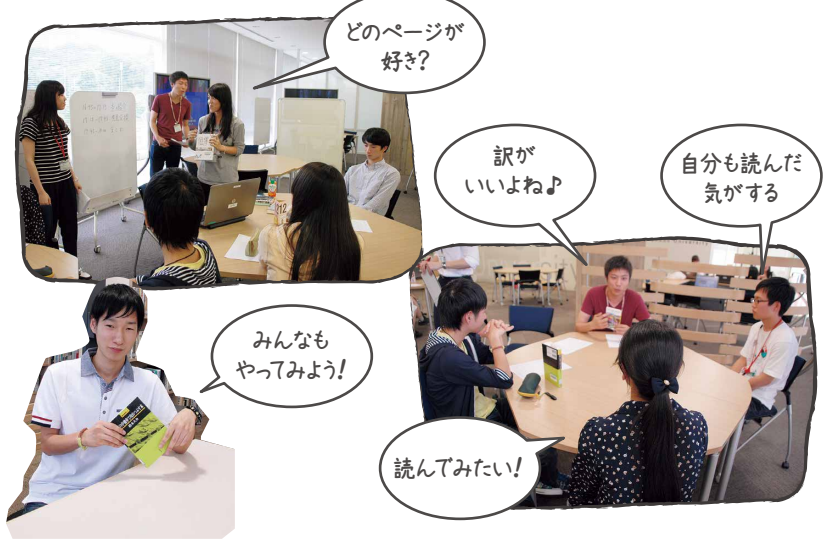 どのページが
好き?
訳が
いいよね♪
自分も読んだ
気がする
みんなも
やってみよう!
読んでみたい!